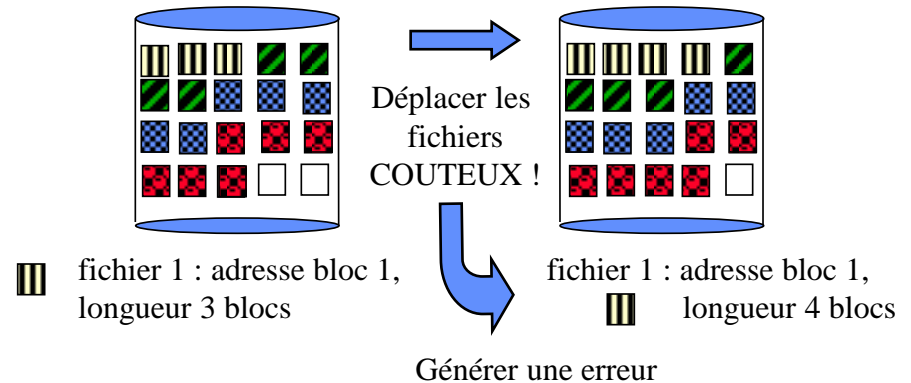 Déplacer les
fichiers
COUTEUX !
fichier 1 : adresse bloc 1,
longueur 3 blocs
fichier 1 : adresse bloc 1,
longueur 4 blocs
Générer une erreur